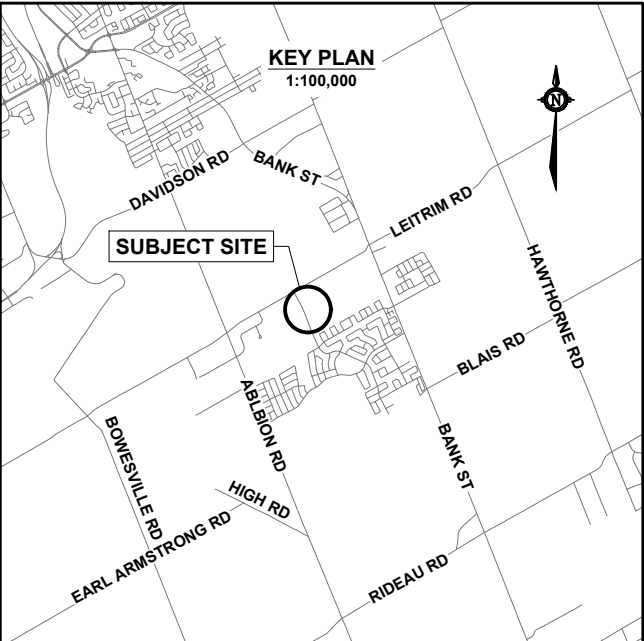 KEY PLAN
1:100,000
N
DAVIDSON RD
BANK ST
LEITRIM RD
SUBJECT SITE
HAWTHORNE RD
BLAIS RD
ABLBION RD
BOWESVILLE RD
BANK ST
HIGH RD
EARL ARMSTRONG RD
RIDEAU RD